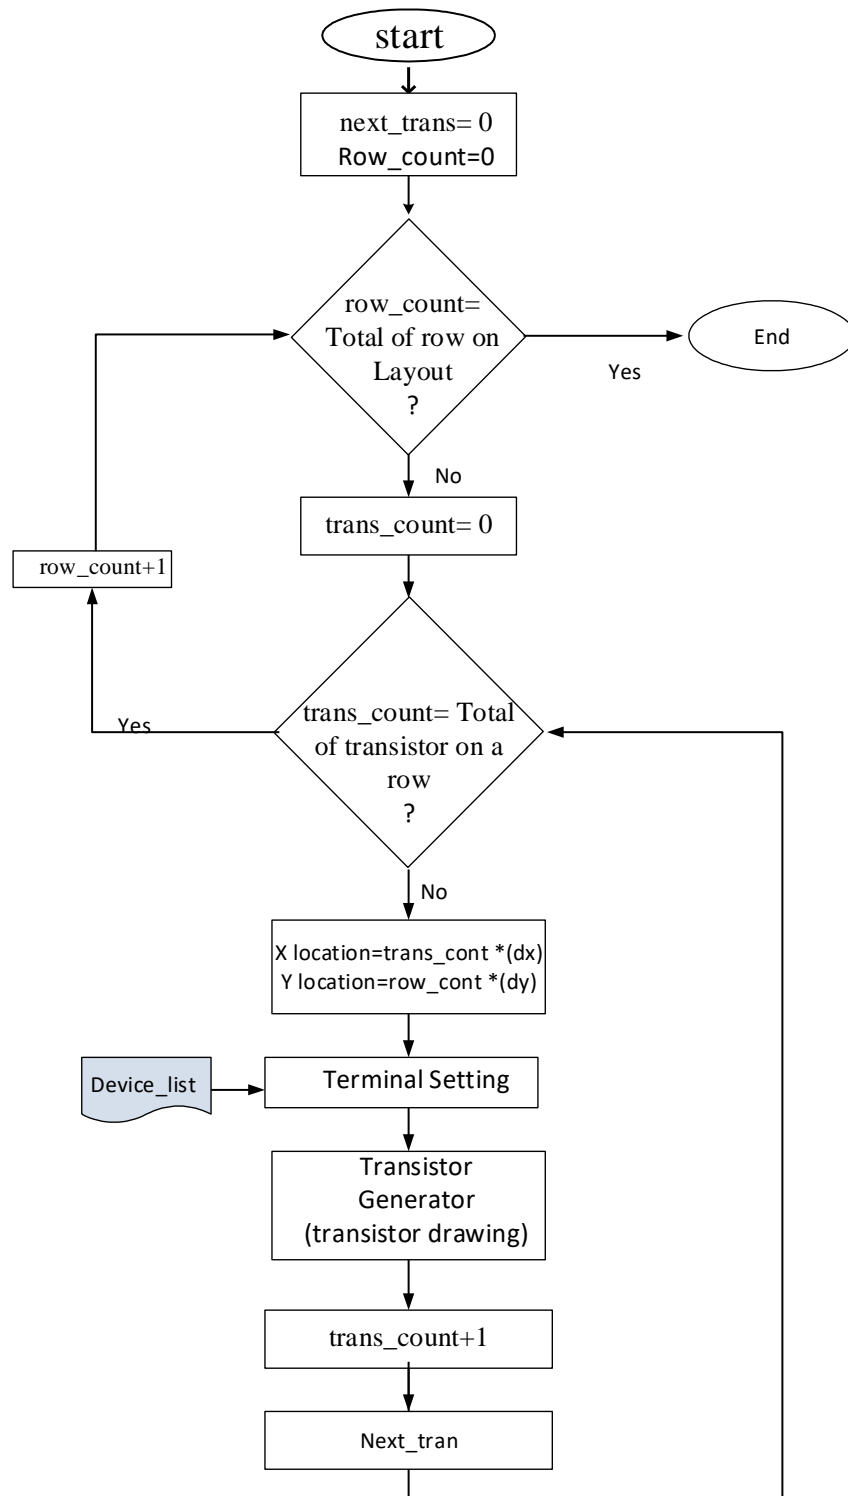 start
next_trans= 0
Row_count=0
row_count=
Total of row on
Layout
?
Yes
End
No
trans_count= 0
row_count+1
Yes
trans_count= Total
of transistor on a
row
?
No
X location=trans_cont *(dx)
Y location=row_cont *(dy)
Device_list
Terminal Setting
Transistor
Generator
(transistor drawing)
trans_count+1
Next_tran